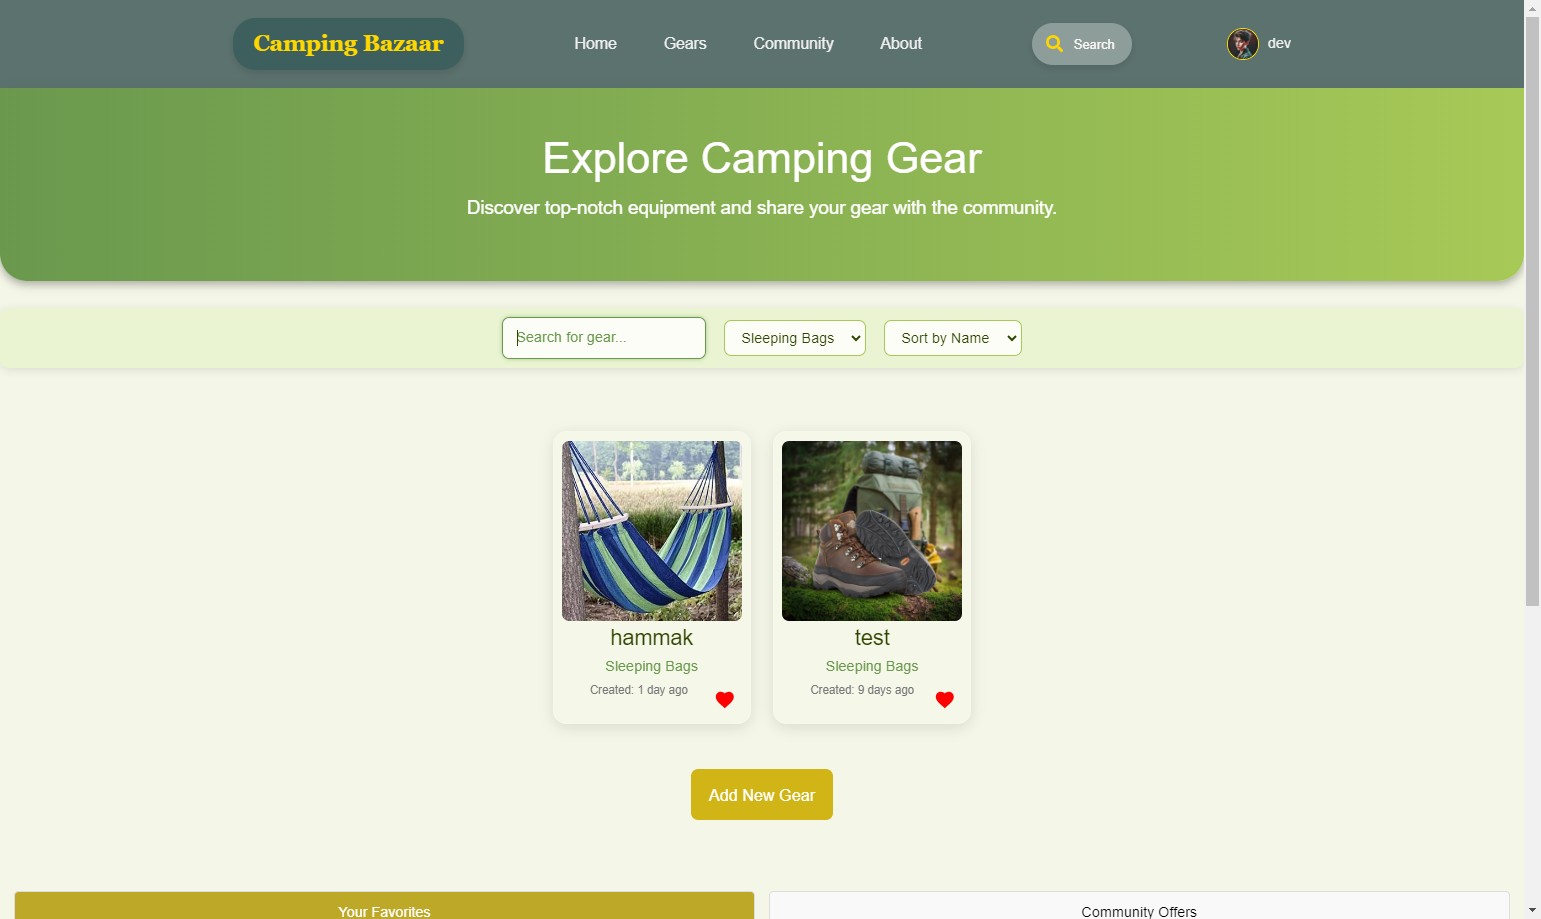 Camping Bazaar
Home
Gears
Community
About
Search
dev
Explore Camping Gear
Discover top-notch equipment and share your gear with the community.
Search for gear...
Sleeping Bags
Sort by Name
hammak
Sleeping Bags
Created: 1 day ago
test
Sleeping Bags
Created: 9 days ago
Add New Gear
Your Favorites
Community Offers